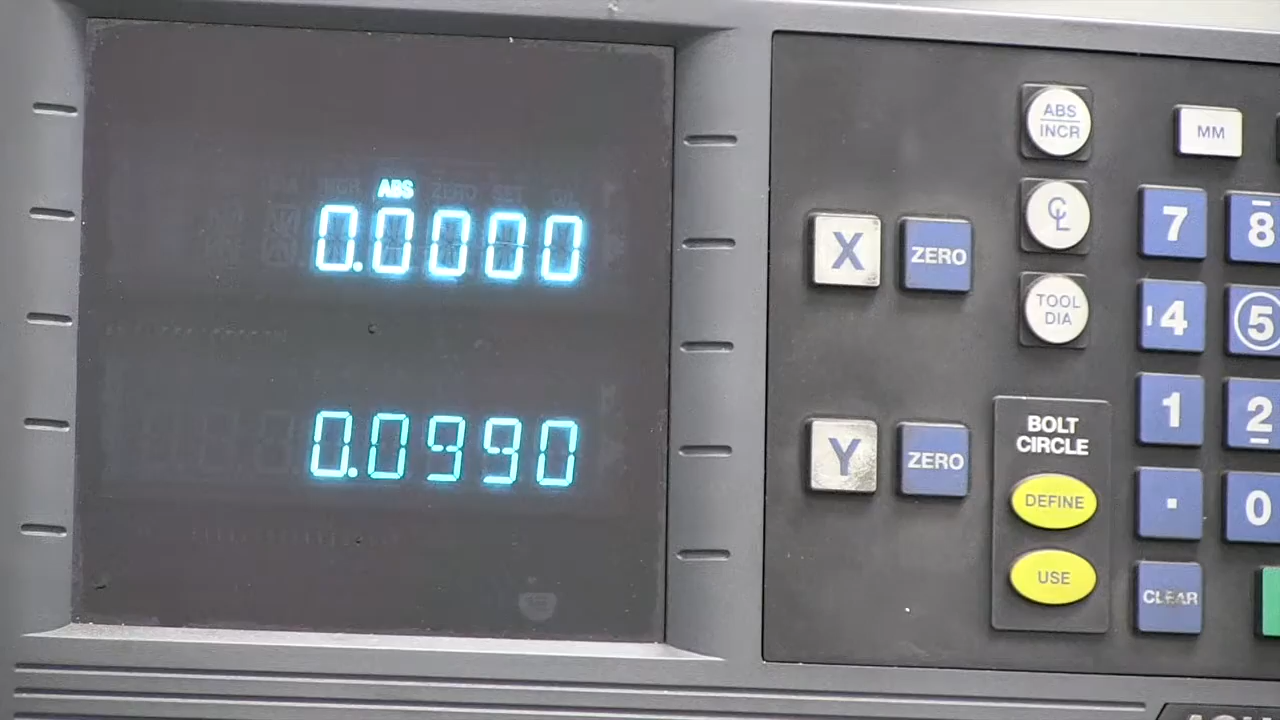 ABS
0.0000
0.0990
X
ZERO
Y
ZERO
ABS
INCR
CL
TOOL
DIA
BOLT
CIRCLE
DEFINE
USE
MM
7
8
4
5
1
2
.
0
CLEAR